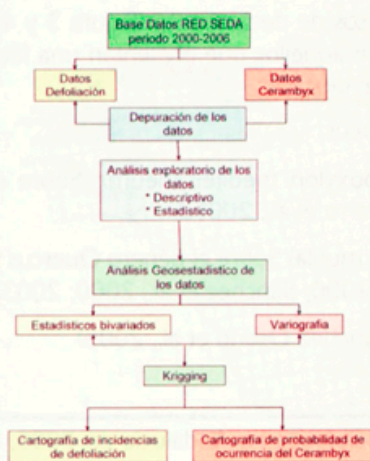 Base Datos RED SEDA
periodo 2000-2006
Datos
Defoliación
Datos
Cerambyx
Depuración de los
datos
Análisis exploratorio de los
datos
* Descriptivo
* Estadístico
Análisis Geosestadístico de
los datos
Estadísticos bivariados
Variografia
Krigging
Cartografía de incidencias
de defoliación
Cartografía de probabilidad de
ocurrencia del Cerambyx